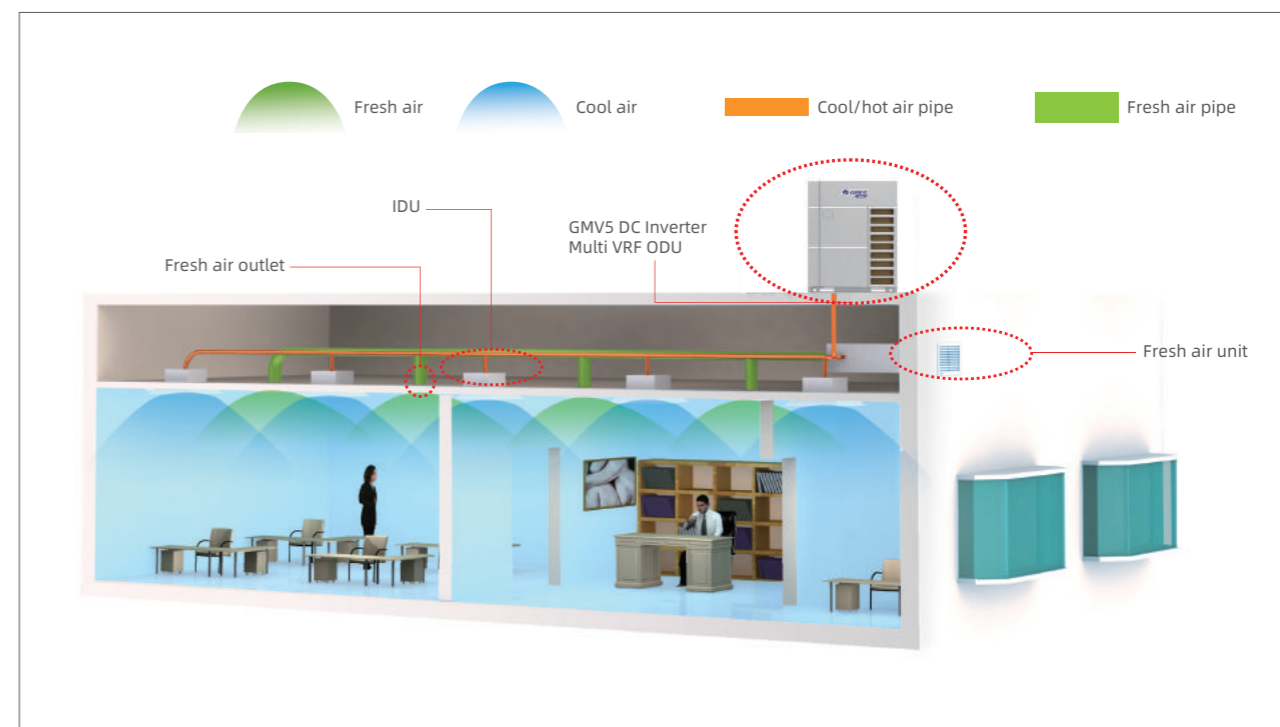 Fresh air
Cool air
Cool/hot air pipe
Fresh air pipe
GREE
IDU
GMV5 DC Inverter
Multi VRF ODU
Fresh air outlet
Fresh air unit